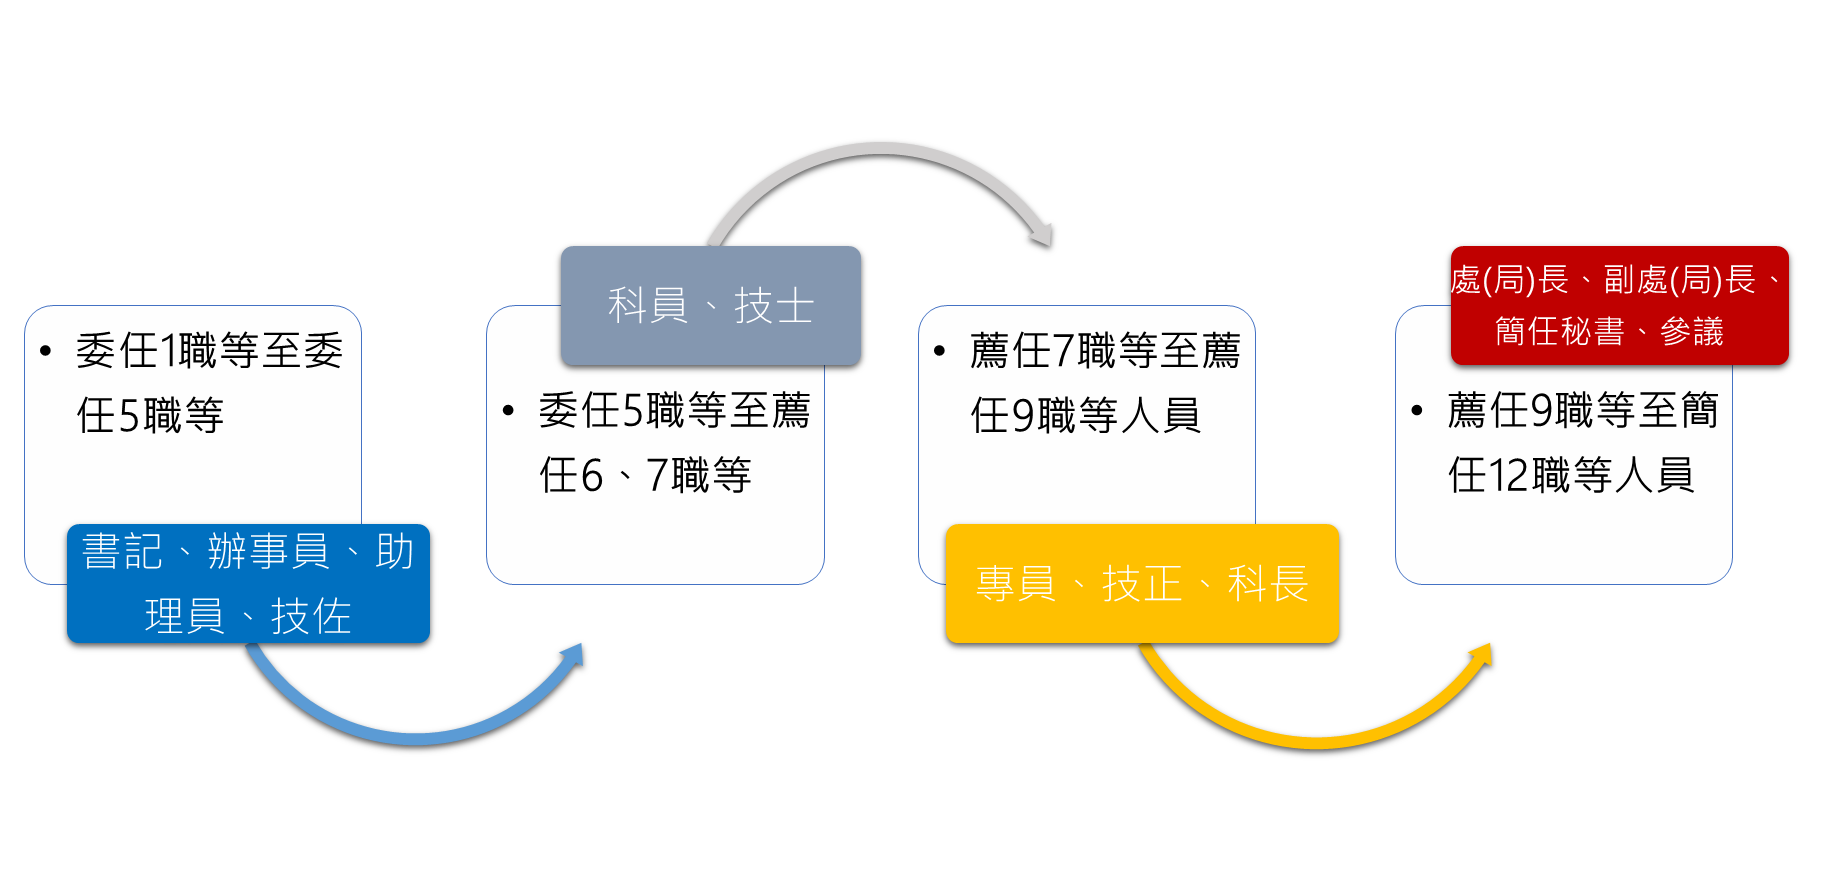 • 委任1職等至委
任5職等
書記、辦事員、助
理員、技佐
科員、技士
• 委任5職等至薦
任6、7職等
• 薦任7職等至薦
任9職等人員
專員、技正、科長
處(局)長、副處(局)長、
簡任秘書、參議
• 薦任9職等至簡
任12職等人員